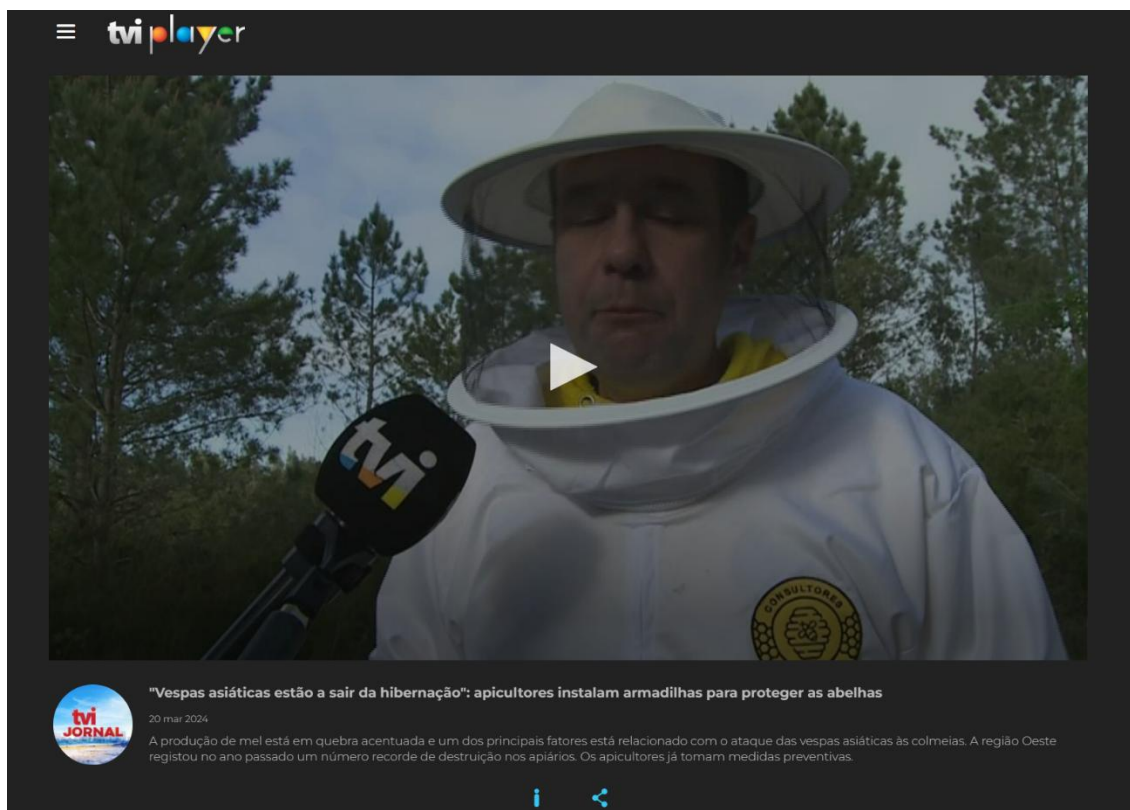 tvi player
tvi
CONSULTORES
tvi
JORNAL
"Vespas asiáticas estão a sair da hibernação": apicultores instalam armadilhas para proteger as abelhas
20 mar 2024
A produção de mel está em quebra acentuada e um dos principais fatores está relacionado com o ataque das vespas asiáticas às colmeias. A região Oeste
registou no ano passado um número recorde de destruição nos apiários. Os apicultores já tomam medidas preventivas.